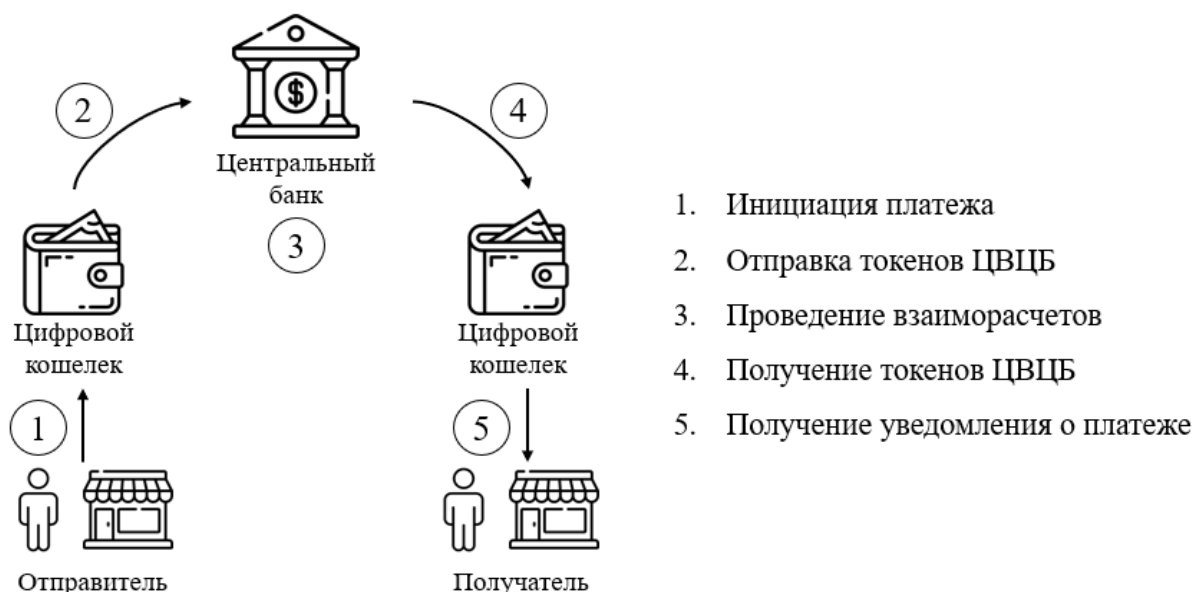 2
$
4
Центральный
банк
3
Цифровой
кошелек
Цифровой
кошелек
1
5
Отправитель
Получатель
1. Инициация платежа
2. Отправка токенов ЦВЦБ
3. Проведение взаиморасчетов
4. Получение токенов ЦВЦБ
5. Получение уведомления о платеже